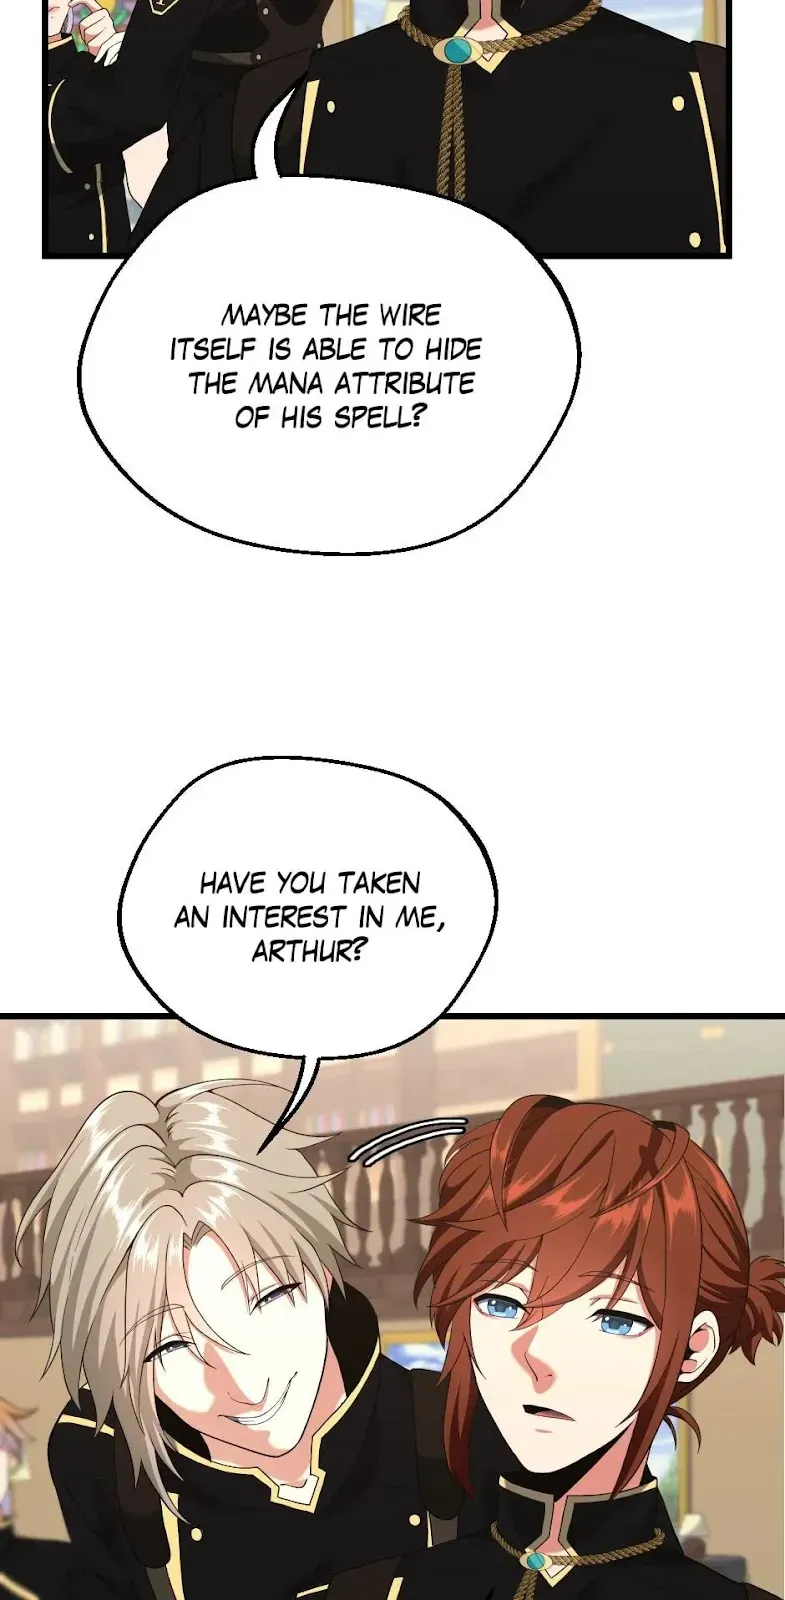 MAYBE THE WIRE
ITSELF IS ABLE TO HIDE
THE MANA ATTRIBUTE
OF HIS SPELL?
HAVE YOU TAKEN
AN INTEREST IN ME,
ARTHUR?